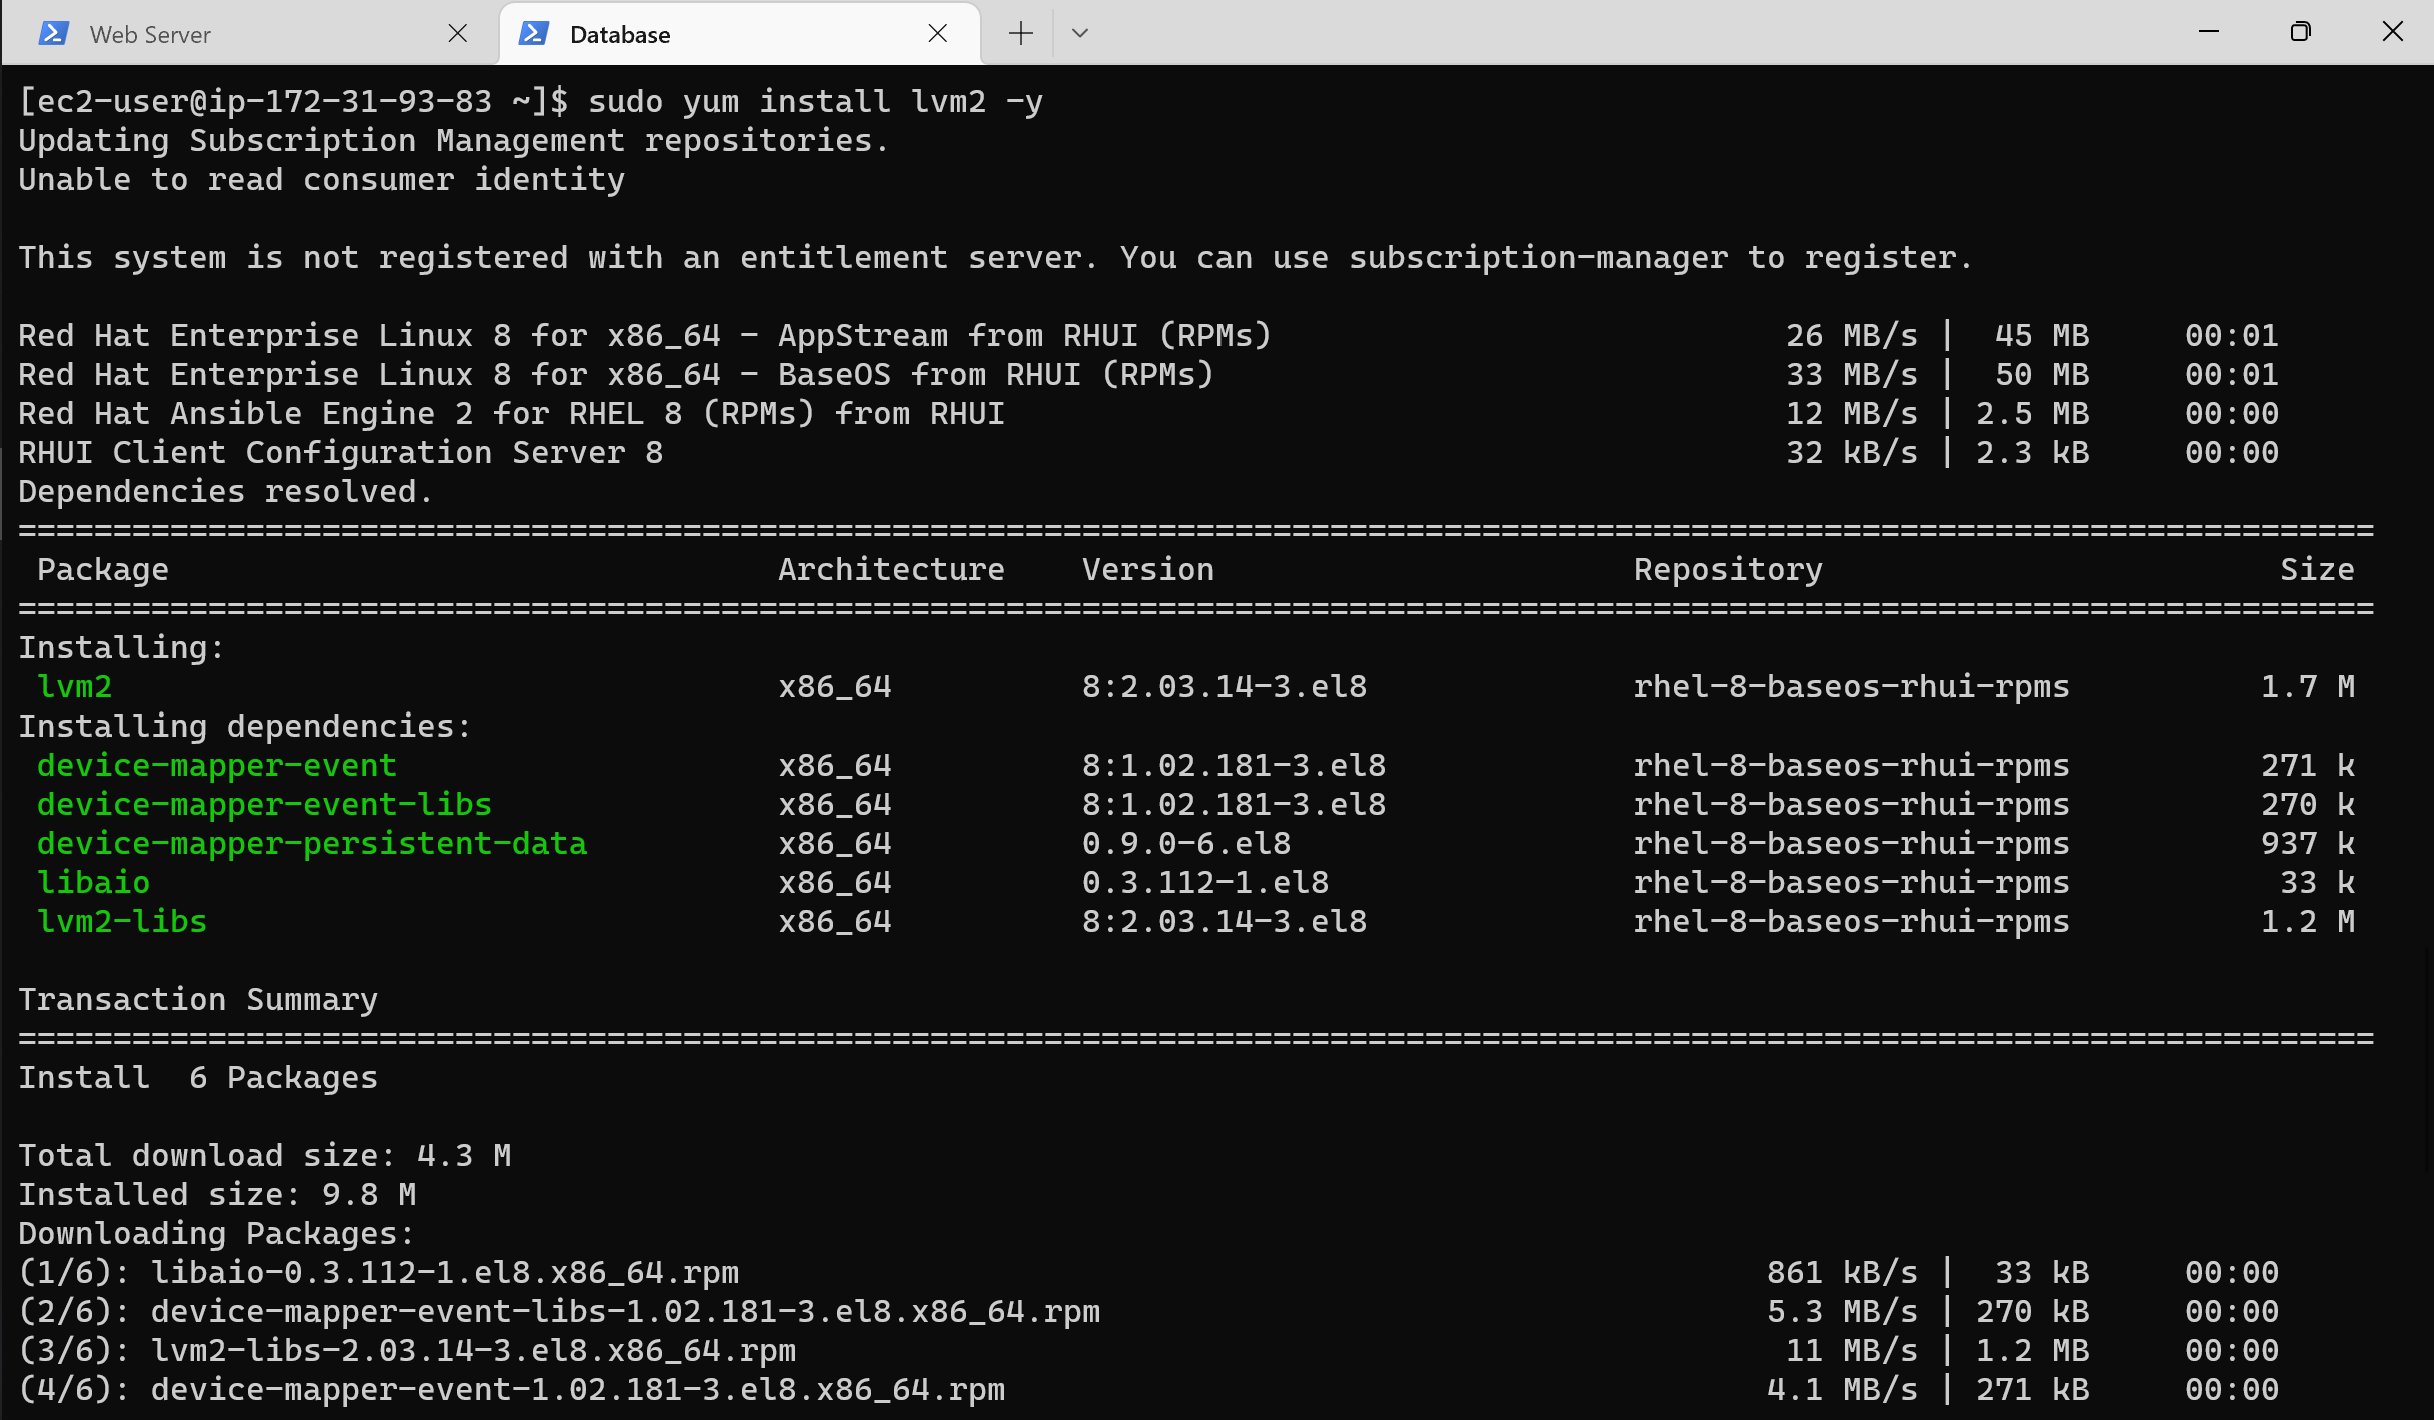 Web Server
Database
[ec2-user@ip-172-31-93-83 ~]$ sudo yum install lvm2 -y
Updating Subscription Management repositories.
Unable to read consumer identity
This system is not registered with an entitlement server. You can use subscription-manager to register.
Red Hat Enterprise Linux 8 for x86_64 - AppStream from RHUI (RPMs) 26 MB/s | 45 MB 00:01
Red Hat Enterprise Linux 8 for x86_64 - BaseOS from RHUI (RPMs) 33 MB/s | 50 MB 00:01
Red Hat Ansible Engine 2 for RHEL 8 (RPMs) from RHUI 12 MB/s | 2.5 MB 00:00
RHUI Client Configuration Server 8 32 kB/s | 2.3 kB 00:00
Dependencies resolved.
============================================================================================================================
Package Architecture Version Repository Size
============================================================================================================================
Installing:
lvm2 x86_64 8:2.03.14-3.el8 rhel-8-baseos-rhui-rpms 1.7 M
Installing dependencies:
device-mapper-event x86_64 8:1.02.181-3.el8 rhel-8-baseos-rhui-rpms 271 k
device-mapper-event-libs x86_64 8:1.02.181-3.el8 rhel-8-baseos-rhui-rpms 270 k
device-mapper-persistent-data x86_64 0.9.0-6.el8 rhel-8-baseos-rhui-rpms 937 k
libaio x86_64 0.3.112-1.el8 rhel-8-baseos-rhui-rpms 33 k
lvm2-libs x86_64 8:2.03.14-3.el8 rhel-8-baseos-rhui-rpms 1.2 M
Transaction Summary
============================================================================================================================
Install 6 Packages
Total download size: 4.3 M
Installed size: 9.8 M
Downloading Packages:
(1/6): libaio-0.3.112-1.el8.x86_64.rpm 861 kB/s | 33 kB 00:00
(2/6): device-mapper-event-libs-1.02.181-3.el8.x86_64.rpm 5.3 MB/s | 270 kB 00:00
(3/6): lvm2-libs-2.03.14-3.el8.x86_64.rpm 11 MB/s | 1.2 MB 00:00
(4/6): device-mapper-event-1.02.181-3.el8.x86_64.rpm 4.1 MB/s | 271 kB 00:00